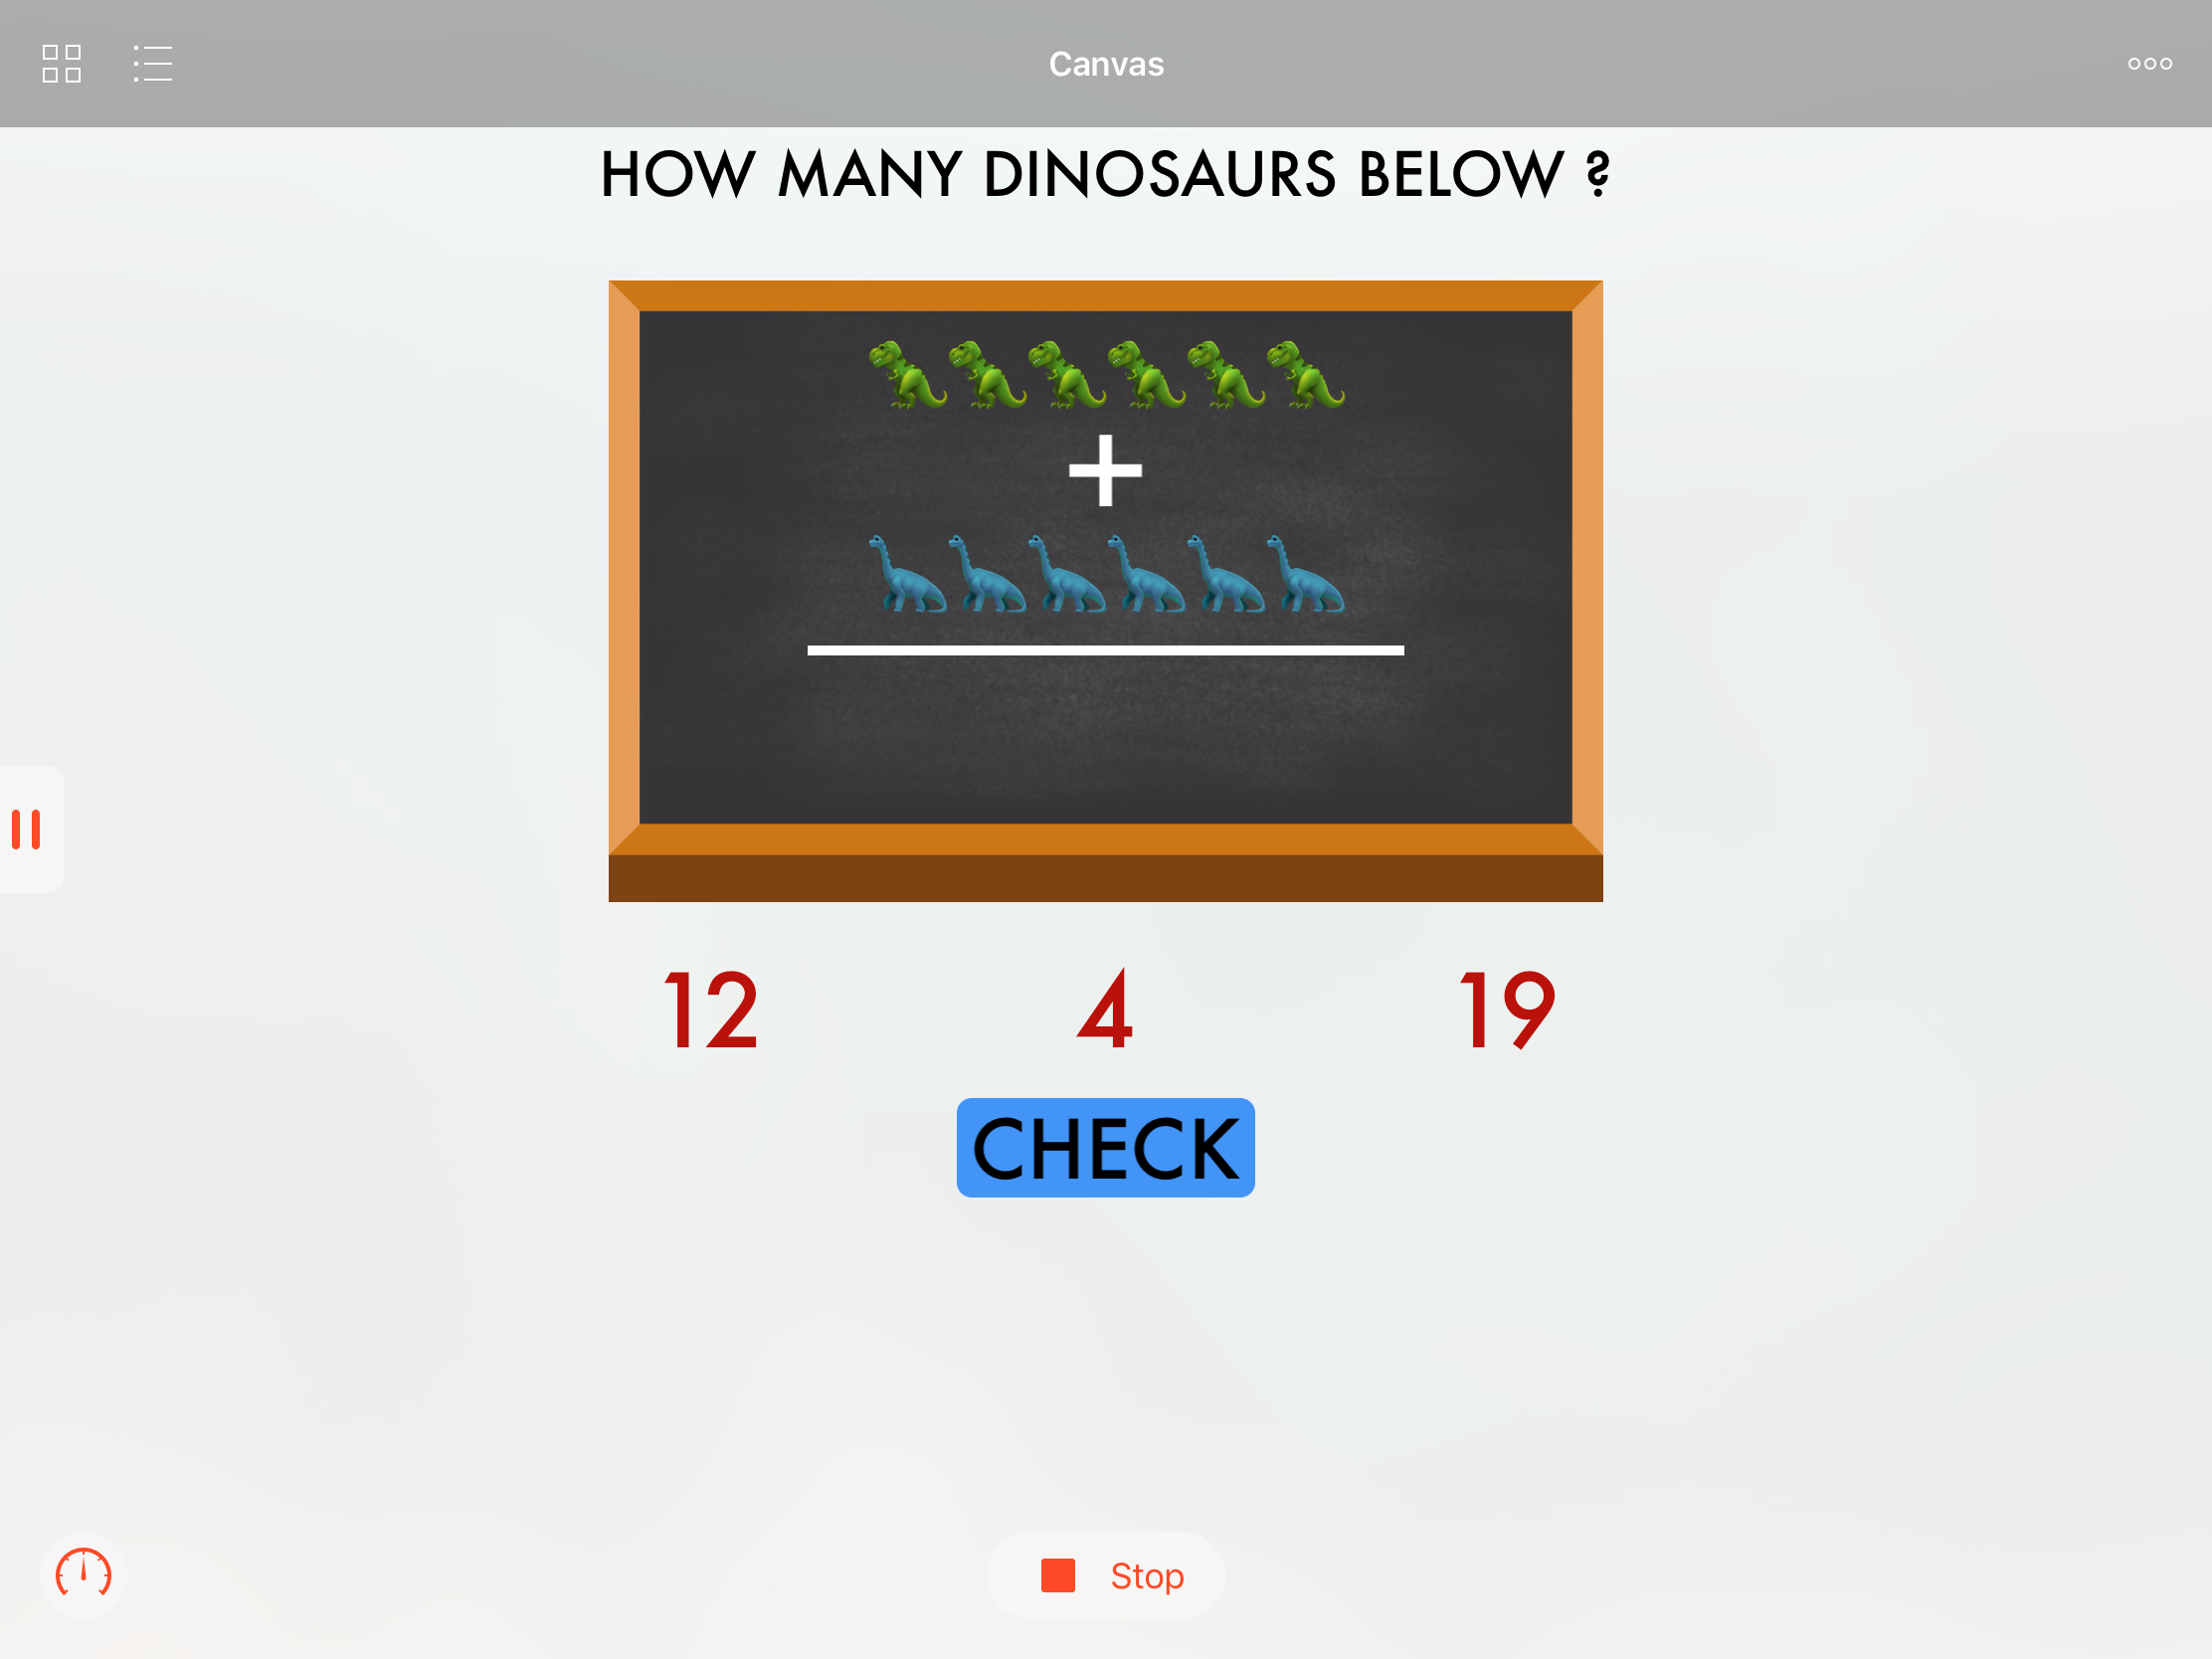 Canvas
HOW MANY DINOSAURS BELOW ?
+
12 4 19
CHECK
Stop